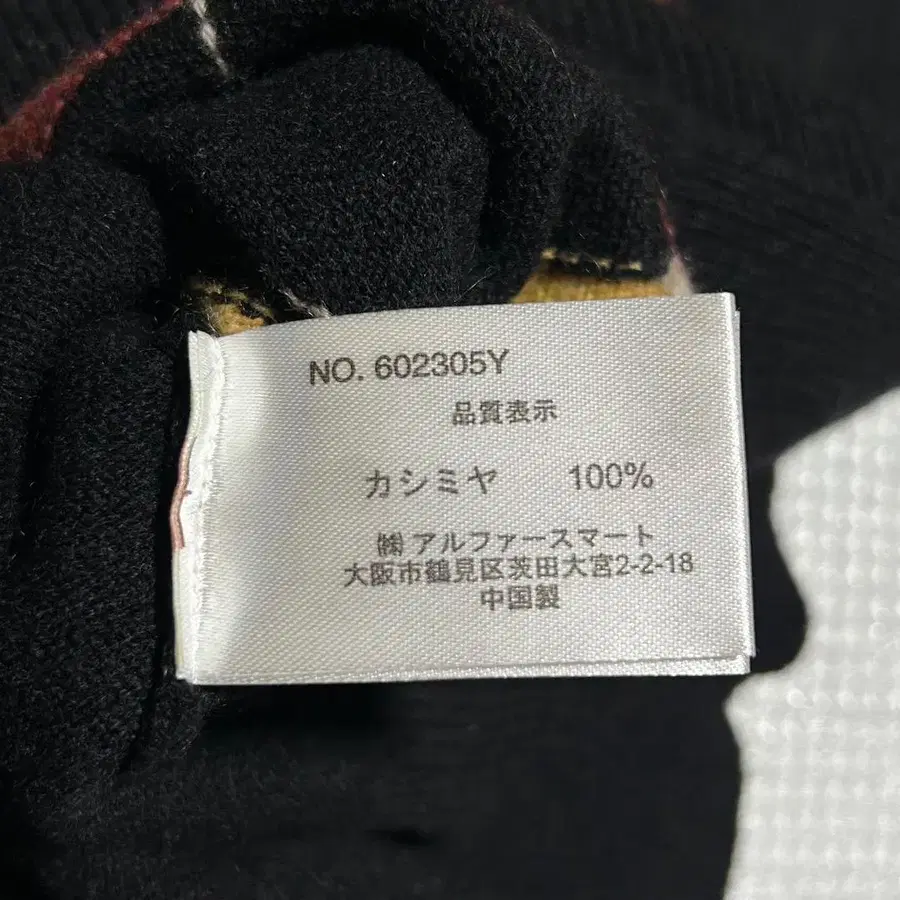 NO. 602305Y
品質表示
カシミヤ 100%
㈱アルファースマート
大阪市鶴見区茨田大宮2-2-18
中国製